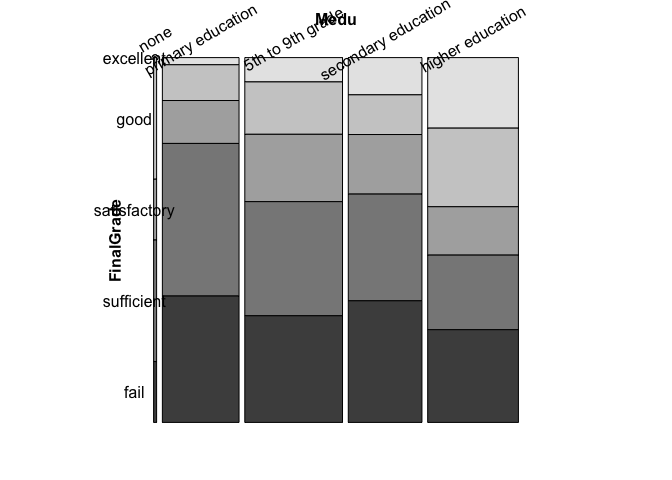 Medu
none
primary education
5th to 9th grade
secondary education
higher education
FinalGrade
excellent
good
satisfactory
sufficient
fail